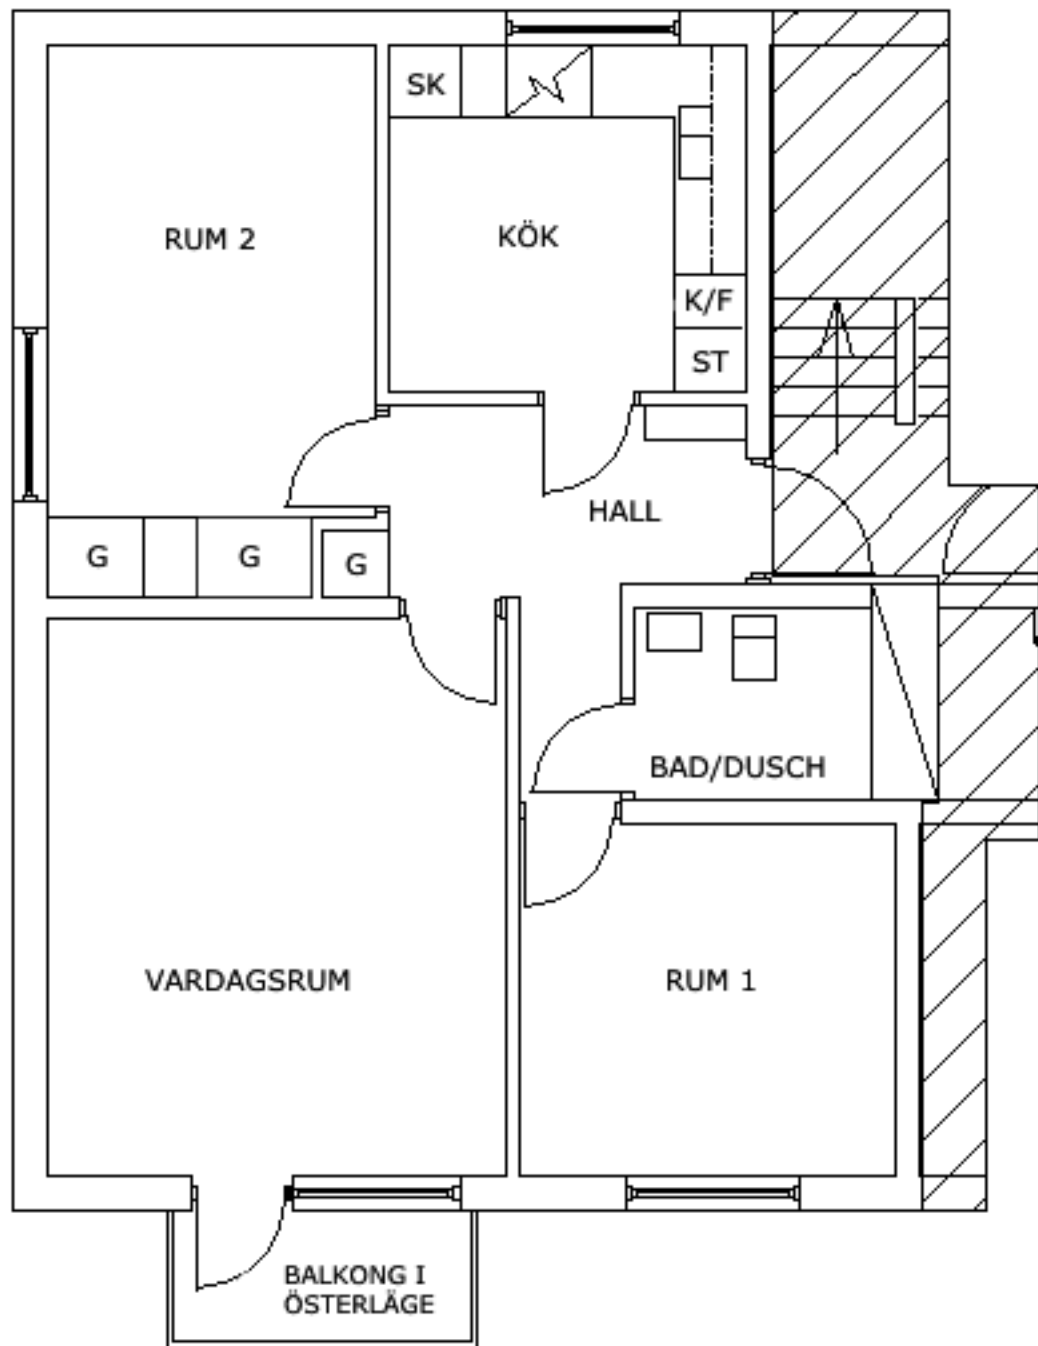 SK
RUM 2
KÖK
K/F
ST
HALL
G
G
G
BAD/DUSCH
VARDAGSRUM
RUM 1
BALKONG I
ÖSTERLÄGE